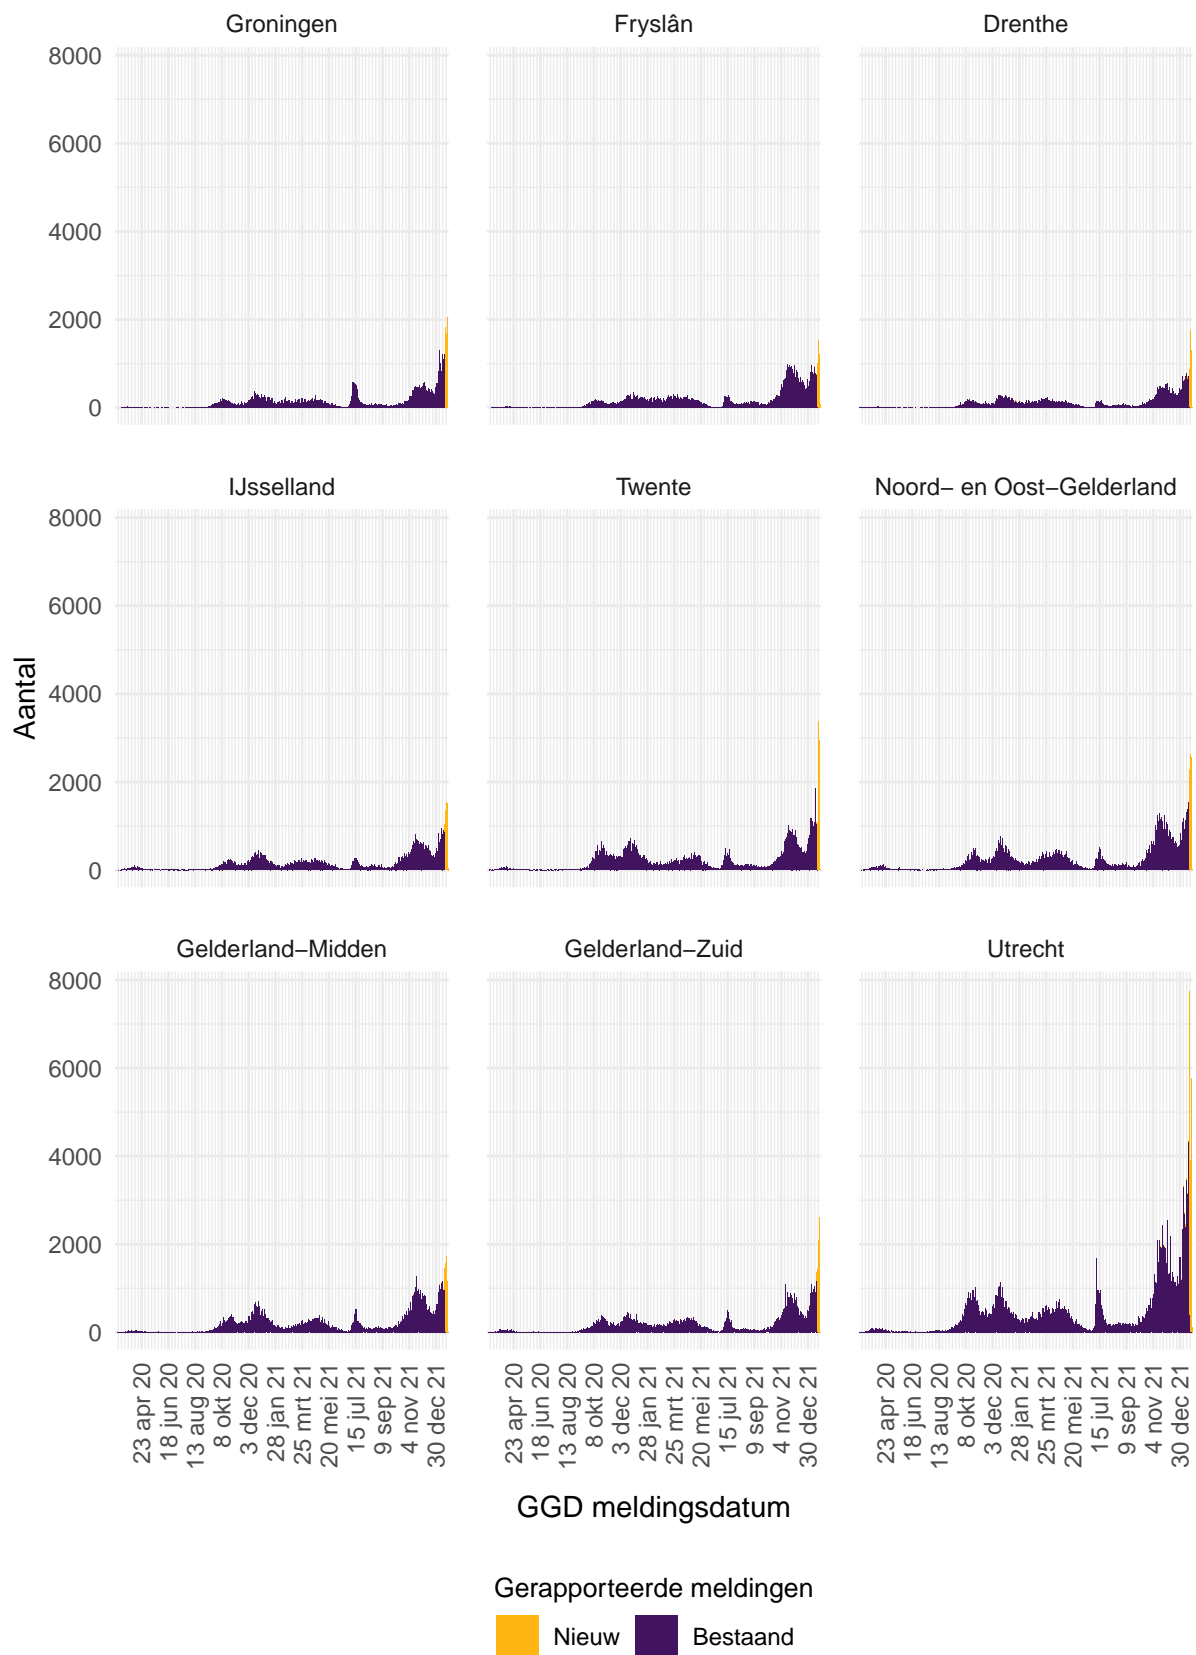 Groningen Fryslân Drenthe
8000
6000
4000
2000
0
IJsselland Twente Noord− en Oost−Gelderland
8000
6000
4000
2000
0
Aantal
Gelderland−Midden Gelderland−Zuid Utrecht
8000
6000
4000
2000
0
23 apr 20
18 jun 20
13 aug 20
8 okt 20
3 dec 20
28 jan 21
25 mrt 21
20 mei 21
15 jul 21
9 sep 21
4 nov 21
30 dec 21
23 apr 20
18 jun 20
13 aug 20
8 okt 20
3 dec 20
28 jan 21
25 mrt 21
20 mei 21
15 jul 21
9 sep 21
4 nov 21
30 dec 21
23 apr 20
18 jun 20
13 aug 20
8 okt 20
3 dec 20
28 jan 21
25 mrt 21
20 mei 21
15 jul 21
9 sep 21
4 nov 21
30 dec 21
GGD meldingsdatum
Gerapporteerde meldingen
Nieuw Bestaand